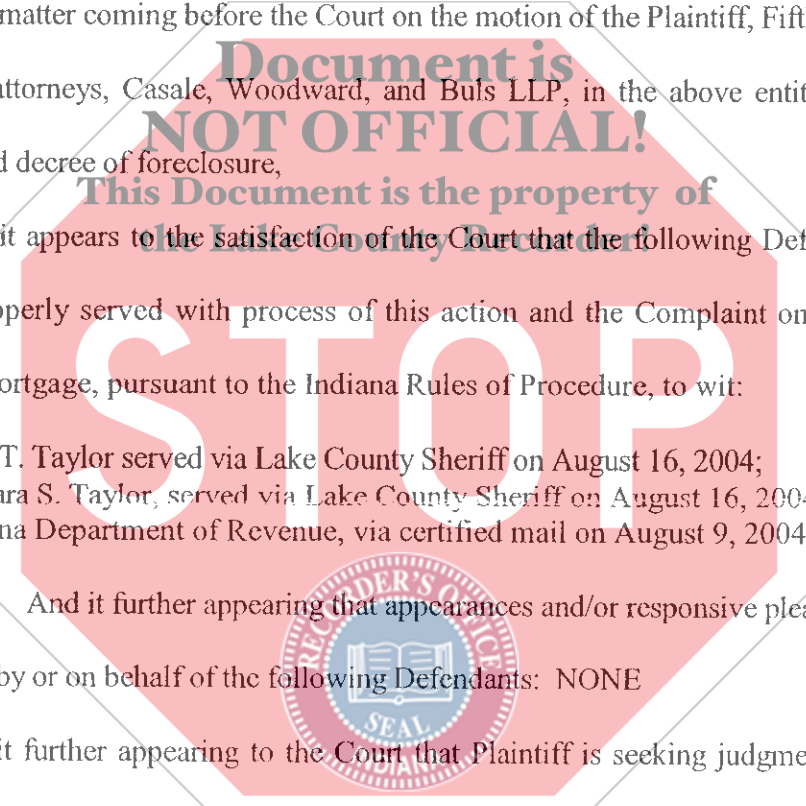 matter coming before the Court on the motion of the Plaintiff, Fift
Document is
attorneys, Casale, Woodward, and Buls LLP, in the above entit
NOT OFFICIAL!
d decree of foreclosure,
This Document is the property of
the Lake County Recorder!
it appears to the satisfaction of the Court that the following Def
operly served with process of this action and the Complaint on
STOP
ortgage, pursuant to the Indiana Rules of Procedure, to wit:
T. Taylor served via Lake County Sheriff on August 16, 2004;
ara S. Taylor, served via Lake County Sheriff on August 16, 2004
na Department of Revenue, via certified mail on August 9, 2004
And it further appearing that appearances and/or responsive plea
by or on behalf of the following Defendants: NONE
it further appearing to the Court that Plaintiff is seeking judgme
RECORDER'S OFFICE
SEAL
INDIANA